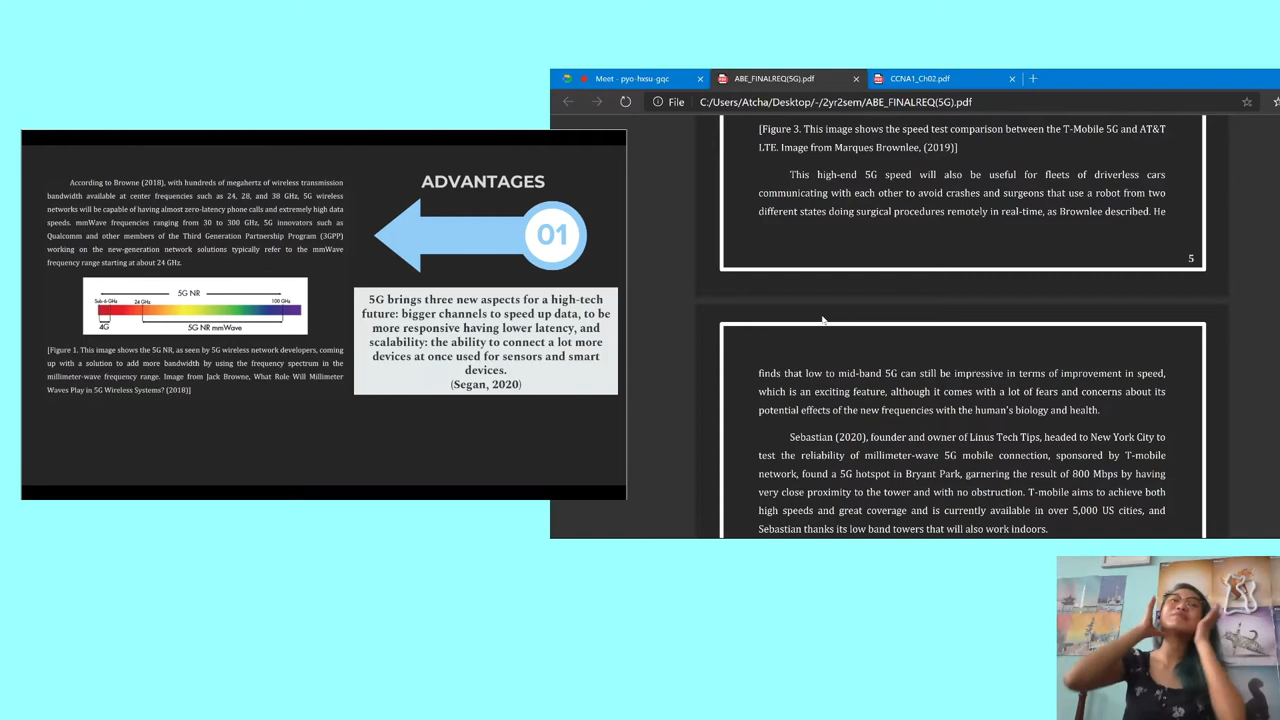 According to Browne (2018), with hundreds of megahertz of wireless transmission
bandwidth available at center frequencies such as 24, 28, and 38 GHz, 5G wireless
networks will be capable of having almost zero-latency phone calls and extremely high data
speeds. mmWave frequencies ranging from 30 to 300 GHz, 5G innovators such as
Qualcomm and other members of the Third Generation Partnership Program (3GPP)
working on the new-generation network solutions typically refer to the mmWave
frequency range starting at about 24 GHz.
5G NR
Sub-6 GHz
24 GHz
100 GHz
4G
5G NR mmWave
[Figure 1. This image shows the 5G NR, as seen by 5G wireless network developers, coming
up with a solution to add more bandwidth by using the frequency spectrum in the
millimeter-wave frequency range. Image from Jack Browne, What Role Will Millimeter
Waves Play in 5G Wireless Systems? (2018)]
ADVANTAGES
01
5G brings three new aspects for a high-tech
future: bigger channels to speed up data, to be
more responsive having lower latency, and
scalability: the ability to connect a lot more
devices at once used for sensors and smart
devices.
(Segan, 2020)
Meet - pyo-hxsu-gqc
ABE_FINALREQ(5G).pdf
CCNA1_Ch02.pdf
File
C:/Users/Atcha/Desktop/-/2yr2sem/ABE_FINALREQ(5G).pdf
[Figure 3. This image shows the speed test comparison between the T-Mobile 5G and AT&T
LTE. Image from Marques Brownlee, (2019)]
This high-end 5G speed will also be useful for fleets of driverless cars
communicating with each other to avoid crashes and surgeons that use a robot from two
different states doing surgical procedures remotely in real-time, as Brownlee described. He
5
finds that low to mid-band 5G can still be impressive in terms of improvement in speed,
which is an exciting feature, although it comes with a lot of fears and concerns about its
potential effects of the new frequencies with the human's biology and health.
Sebastian (2020), founder and owner of Linus Tech Tips, headed to New York City to
test the reliability of millimeter-wave 5G mobile connection, sponsored by T-mobile
network, found a 5G hotspot in Bryant Park, garnering the result of 800 Mbps by having
very close proximity to the tower and with no obstruction. T-mobile aims to achieve both
high speeds and great coverage and is currently available in over 5,000 US cities, and
Sebastian thanks its low band towers that will also work indoors.